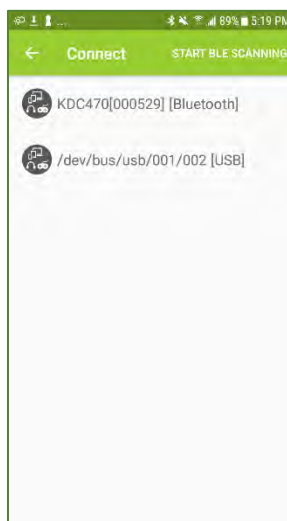 ... 89% 5:19 PM
Connect START BLE SCANNING
KDC470[000529] [Bluetooth]
/dev/bus/usb/001/002 [USB]